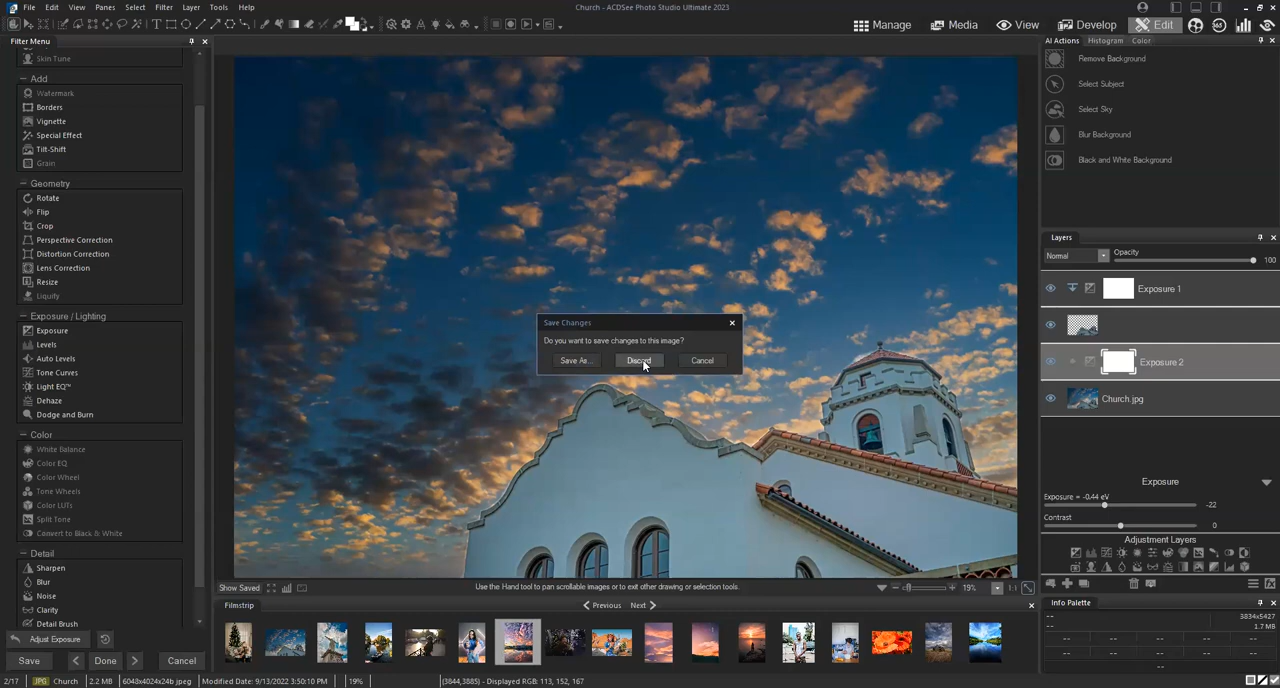 File Edit View Panes Select Filter Layer Tools Help
Church - ACDSee Photo Studio Ultimate 2023
Manage Media View Develop Edit 365
Filter Menu
Skin Tune
Add
Watermark
Borders
Vignette
Special Effect
Tilt-Shift
Grain
Geometry
Rotate
Flip
Crop
Perspective Correction
Distortion Correction
Lens Correction
Resize
Liquify
Exposure / Lighting
Exposure
Levels
Auto Levels
Tone Curves
Light EQ™
Dehaze
Dodge and Burn
Color
White Balance
Color EQ
Color Wheel
Tone Wheels
Color LUTs
Split Tone
Convert to Black & White
Detail
Sharpen
Blur
Noise
Clarity
Detail Brush
Adjust Exposure
Save Done Cancel
Save Changes
Do you want to save changes to this image?
Save As... Discard Cancel
Show Saved
Use the Hand tool to pan scrollable images or to exit other drawing or selection tools.
19% 1:1
Filmstrip
Previous Next
AI Actions Histogram Color
Remove Background
Select Subject
Select Sky
Blur Background
Black and White Background
Layers
Normal
Opacity
100
Exposure 1
Exposure 2
Church.jpg
Exposure
Exposure = -0.44 eV
-22
Contrast
0
Adjustment Layers
Info Palette
-- 3834x5427
-- 1.7 MB
-- -- -- -- --
-- -- -- -- --
--
2/17 JPG Church 2.2 MB 6048x4024x24b jpeg Modified Date: 9/13/2022 3:50:10 PM 19% (3844,3885) - Displayed RGB: 113, 152, 167